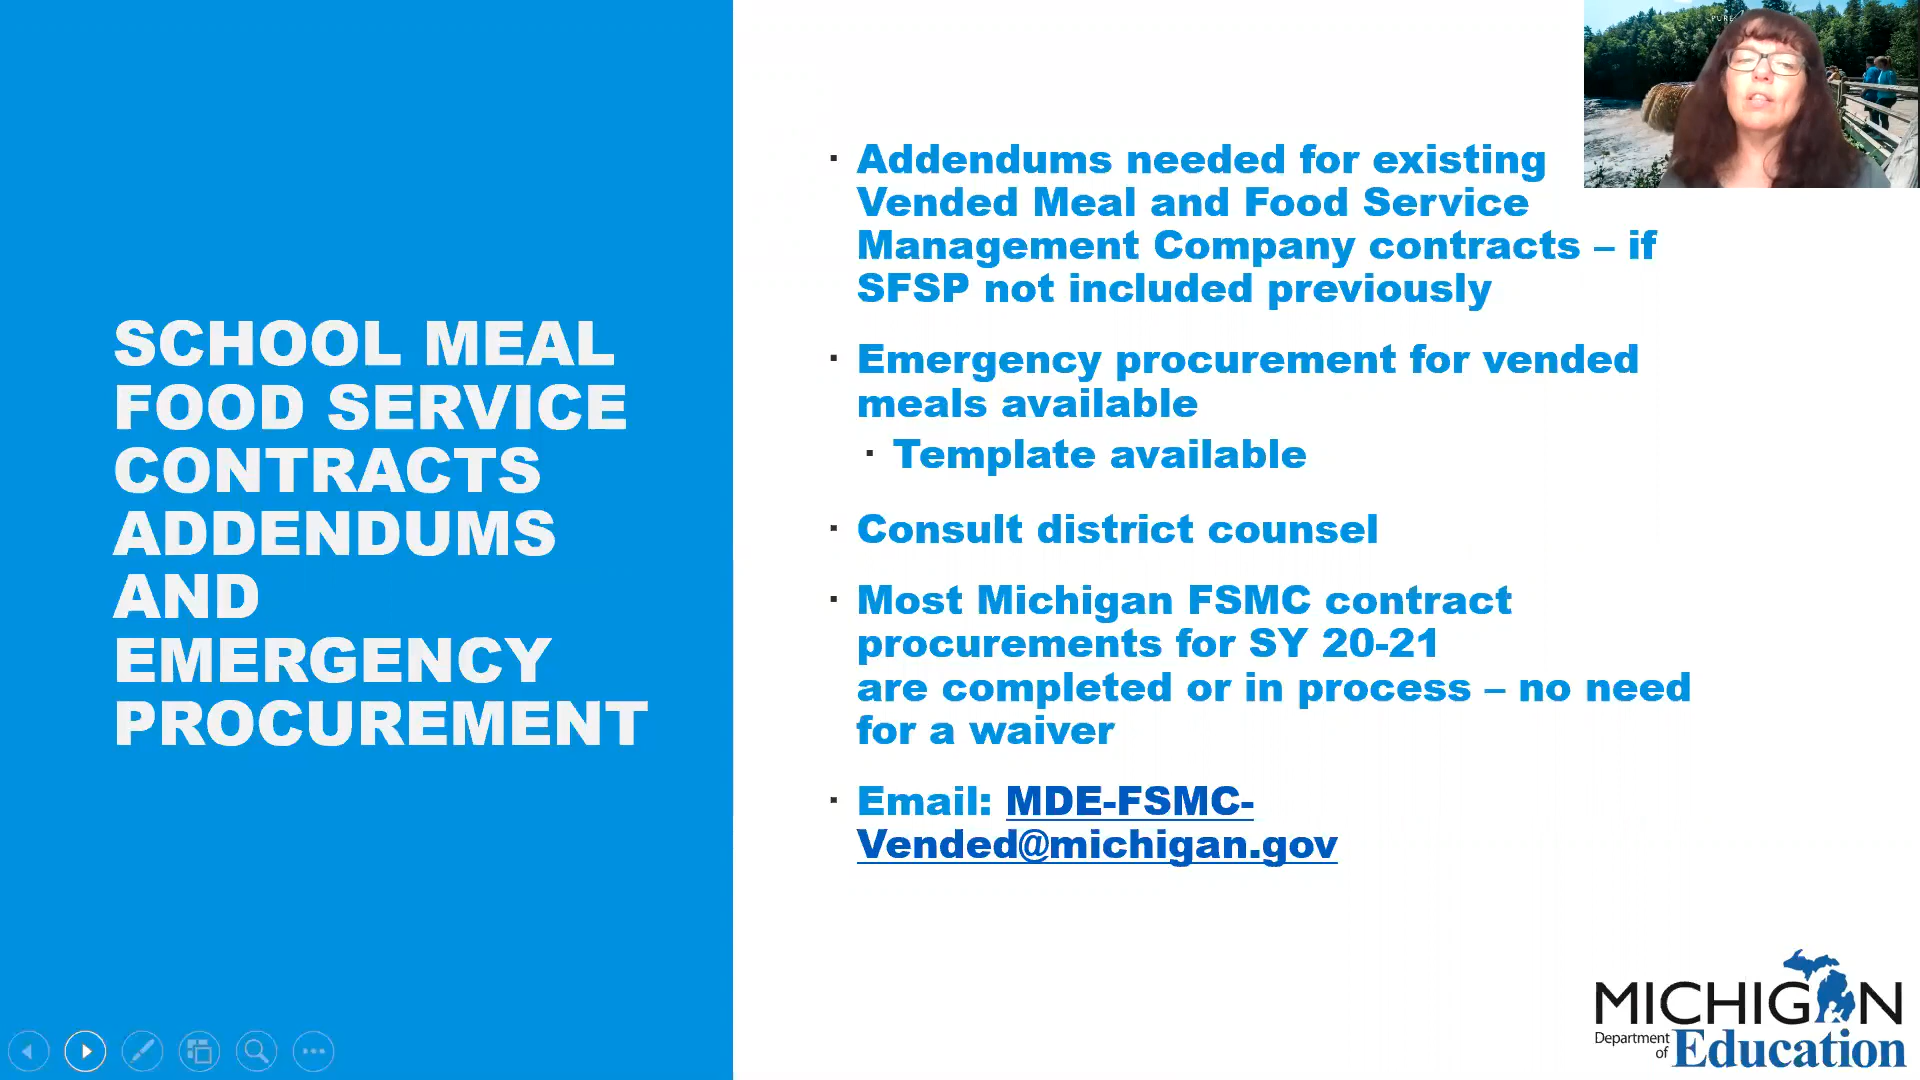 SCHOOL MEAL
FOOD SERVICE
CONTRACTS
ADDENDUMS
AND
EMERGENCY
PROCUREMENT
PURE
· Addendums needed for existing
Vended Meal and Food Service
Management Company contracts – if
SFSP not included previously
· Emergency procurement for vended
meals available
· Template available
· Consult district counsel
· Most Michigan FSMC contract
procurements for SY 20-21
are completed or in process – no need
for a waiver
· Email: MDE-FSMC-
Vended@michigan.gov
MICHIGAN
Department
of Education